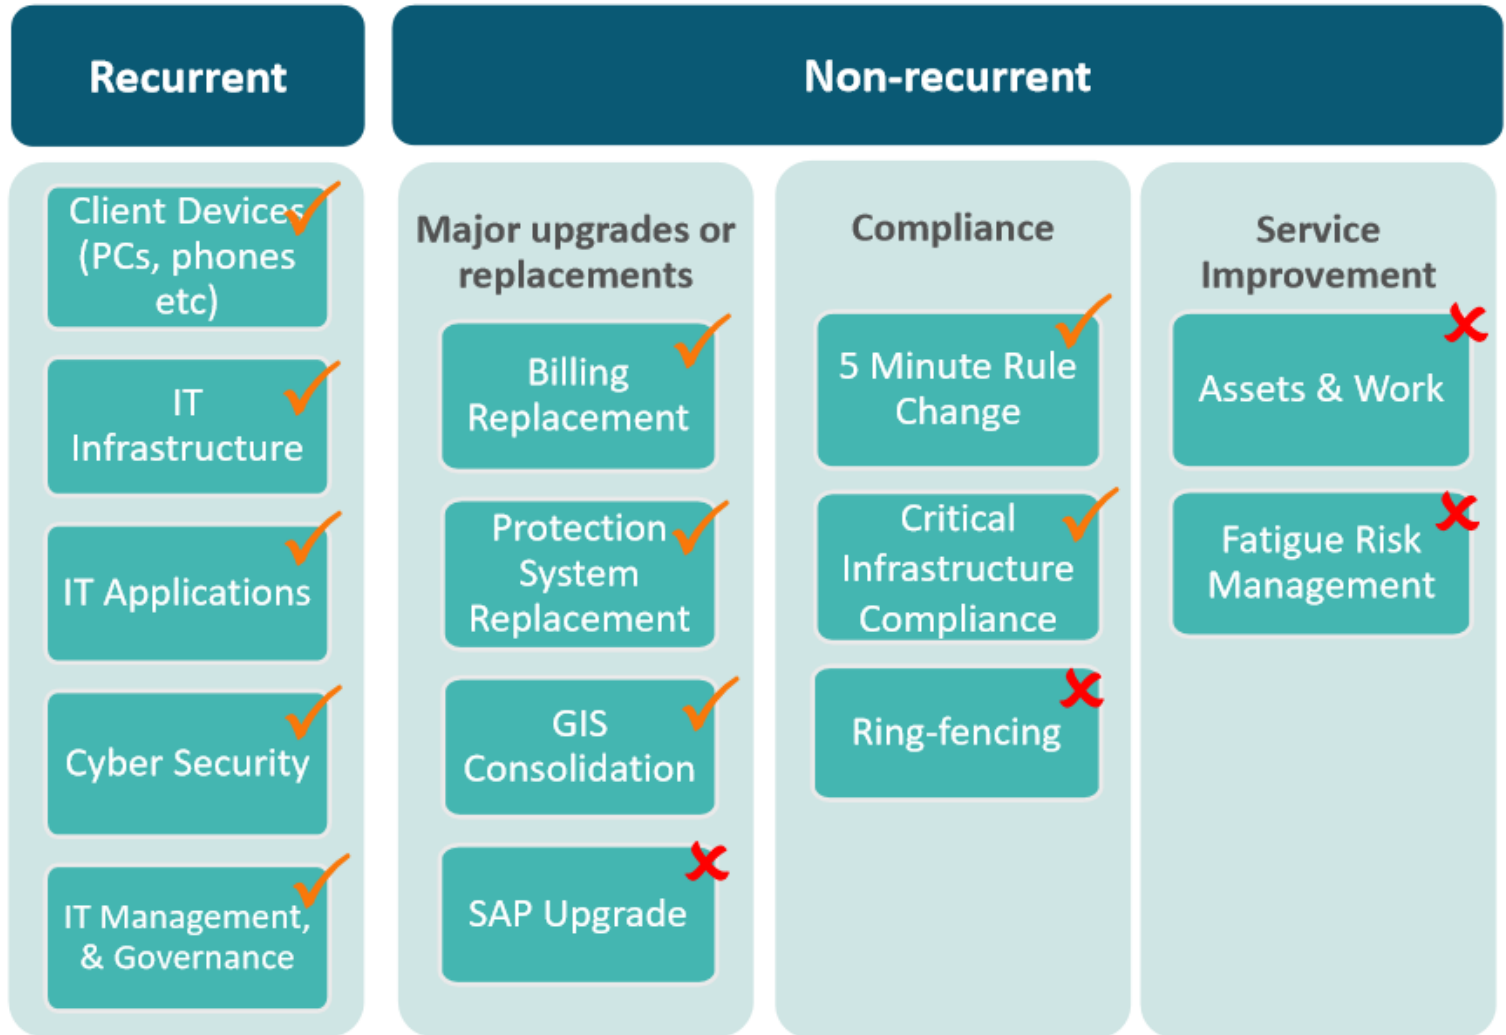 Recurrent
Non-recurrent
Client Devices
(PCs, phones
etc)
IT
Infrastructure
IT Applications
Cyber Security
IT Management,
& Governance
Major upgrades or
replacements
Billing
Replacement
Protection
System
Replacement
GIS
Consolidation
SAP Upgrade
Compliance
5 Minute Rule
Change
Critical
Infrastructure
Compliance
Ring-fencing
Service
Improvement
Assets & Work
Fatigue Risk
Management